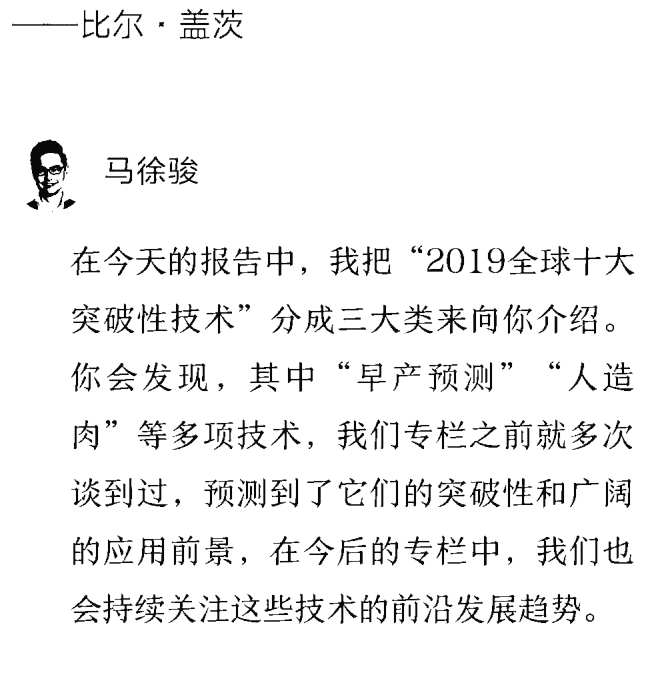 ——比尔·盖茨
马徐骏
在今天的报告中，我把“2019全球十大
突破性技术”分成三大类来向你介绍。
你会发现，其中“早产预测”“人造
肉”等多项技术，我们专栏之前就多次
谈到过，预测到了它们的突破性和广阔
的应用前景，在今后的专栏中，我们也
会持续关注这些技术的前沿发展趋势。